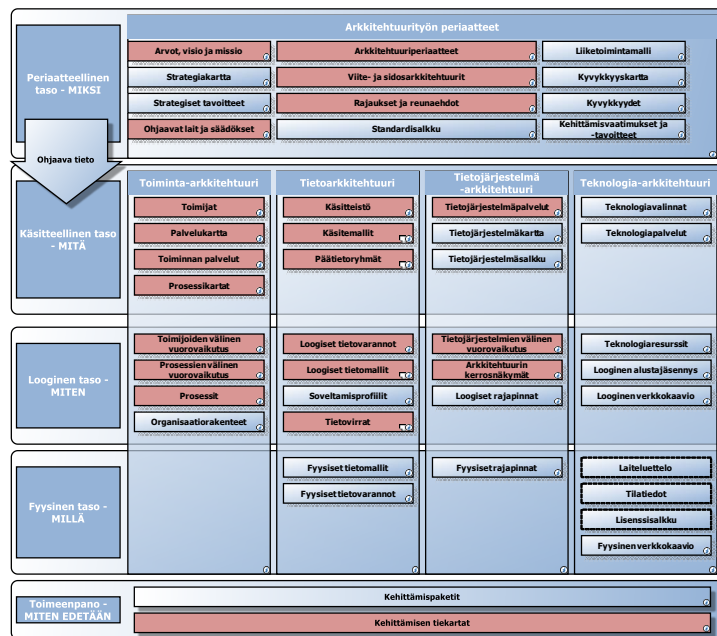 Arkkitehtuurityön periaatteet
Periaatteellinen
taso - MIKSI
Arvot, visio ja missio
Arkkitehtuuriperiaatteet
Liiketoimintamalli
Strategiakartta
Viite- ja sidosarkkitehtuurit
Kyvykkyyskartta
Strategiset tavoitteet
Rajaukset ja reunaehdot
Kyvykkyydet
Ohjaavat lait ja säädökset
Standardisalkku
Kehittämisvaatimukset ja
-tavoitteet
Ohjaava tieto
Käsitteellinen taso
- MITÄ
Toiminta-arkkitehtuuri
Tietoarkkitehtuuri
Tietojärjestelmä
-arkkitehtuuri
Teknologia-arkkitehtuuri
Toimijat
Käsitteistö
Tietojärjestelmäpalvelut
Teknologiavalinnat
Palvelukartta
Käsitemallit
Tietojärjestelmäkartta
Teknologiapalvelut
Toiminnan palvelut
Päätietoryhmät
Tietojärjestelmäsalkku
Prosessikartat
Looginen taso -
MITEN
Toimijoiden välinen
vuorovaikutus
Loogiset tietovarannot
Tietojärjestelmien välinen
vuorovaikutus
Teknologiaresurssit
Prosessien välinen
vuorovaikutus
Loogiset tietomallit
Arkkitehtuurin
kerrosnäkymät
Looginen alustajäsennys
Prosessit
Soveltamisprofiilit
Loogiset rajapinnat
Looginen verkkokaavio
Organisaatiorakenteet
Tietovirrat
Fyysinen taso -
MILLÄ
Fyysiset tietomallit
Fyysiset rajapinnat
Laiteluettelo
Fyysiset tietovarannot
Tilatiedot
Lisenssisalkku
Fyysinen verkkokaavio
Toimeenpano -
MITEN EDETÄÄN
Kehittämispaketit
Kehittämisen tiekartat